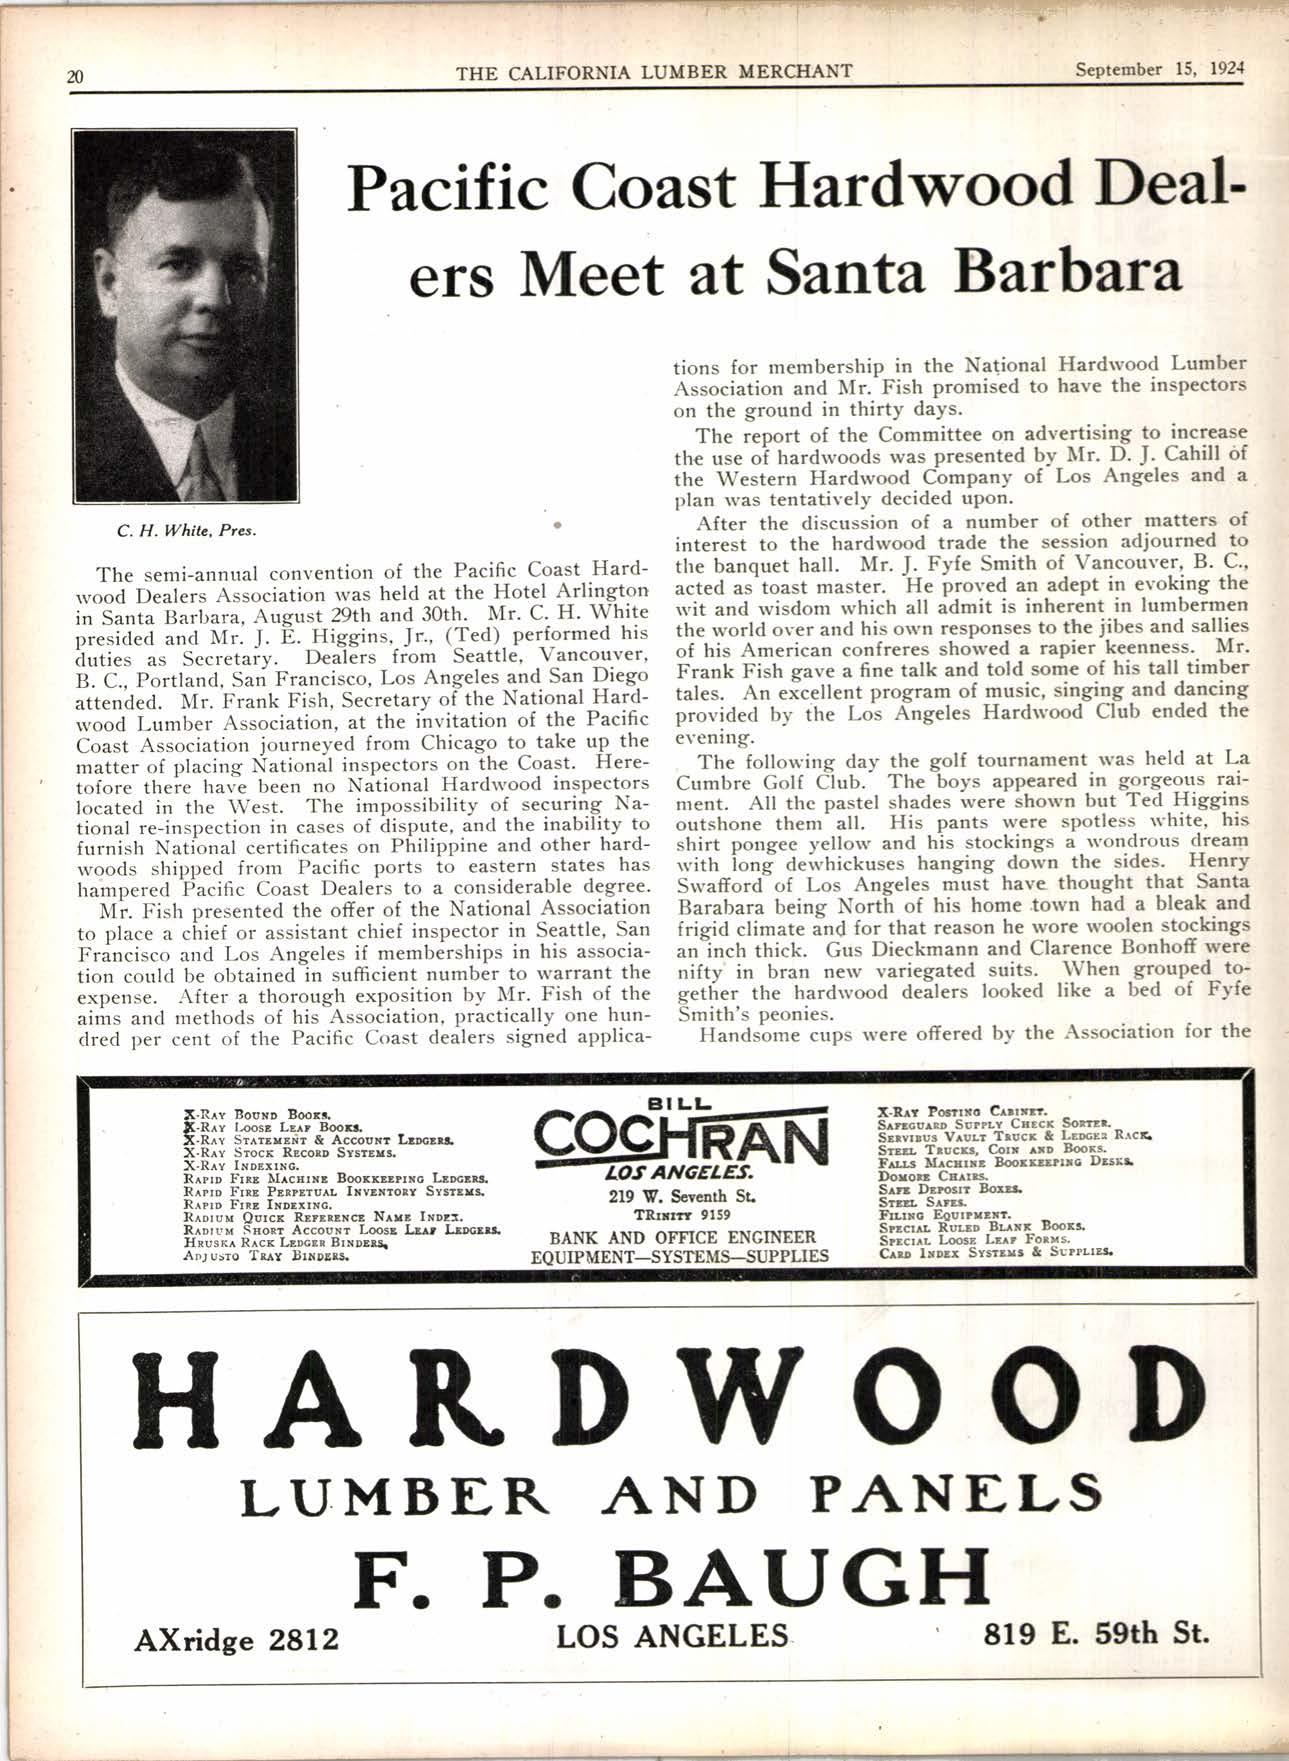 20
THE CALIFORNIA LUMBER MERCHANT
September 15, 1924
Pacific Coast Hardwood Deal-
ers Meet at Santa Barbara
C. H. White, Pres.
The semi-annual convention of the Pacific Coast Hard-
wood Dealers Association was held at the Hotel Arlington
in Santa Barbara, August 29th and 30th. Mr. C. H. White
presided and Mr. J. E. Higgins, Jr., (Ted) performed his
duties as Secretary. Dealers from Seattle, Vancouver,
B. C., Portland, San Francisco, Los Angeles and San Diego
attended. Mr. Frank Fish, Secretary of the National Hard-
wood Lumber Association, at the invitation of the Pacific
Coast Association journeyed from Chicago to take up the
matter of placing National inspectors on the Coast. Here-
tofore there have been no National Hardwood inspectors
located in the West. The impossibility of securing Na-
tional re-inspection in cases of dispute, and the inability to
furnish National certificates on Philippine and other hard-
woods shipped from Pacific ports to eastern states has
hampered Pacific Coast Dealers to a considerable degree.
Mr. Fish presented the offer of the National Association
to place a chief or assistant chief inspector in Seattle, San
Francisco and Los Angeles if memberships in his associa-
tion could be obtained in sufficient number to warrant the
expense. After a thorough exposition by Mr. Fish of the
aims and methods of his Association, practically one hun-
dred per cent of the Pacific Coast dealers signed applica-
tions for membership in the National Hardwood Lumber
Association and Mr. Fish promised to have the inspectors
on the ground in thirty days.
The report of the Committee on advertising to increase
the use of hardwoods was presented by Mr. D. J. Cahill of
the Western Hardwood Company of Los Angeles and a
plan was tentatively decided upon.
After the discussion of a number of other matters of
interest to the hardwood trade the session adjourned to
the banquet hall. Mr. J. Fyfe Smith of Vancouver, B. C.,
acted as toast master. He proved an adept in evoking the
wit and wisdom which all admit is inherent in lumbermen
the world over and his own responses to the jibes and sallies
of his American confreres showed a rapier keenness. Mr.
Frank Fish gave a fine talk and told some of his tall timber
tales. An excellent program of music, singing and dancing
provided by the Los Angeles Hardwood Club ended the
evening.
The following day the golf tournament was held at La
Cumbre Golf Club. The boys appeared in gorgeous rai-
ment. All the pastel shades were shown but Ted Higgins
outshone them all. His pants were spotless white, his
shirt pongee yellow and his stockings a wondrous dream
with long dewhickuses hanging down the sides. Henry
Swafford of Los Angeles must have thought that Santa
Barabara being North of his home town had a bleak and
frigid climate and for that reason he wore woolen stockings
an inch thick. Gus Dieckmann and Clarence Bonhoff were
nifty in bran new variegated suits. When grouped to-
gether the hardwood dealers looked like a bed of Fyfe
Smith's peonies.
Handsome cups were offered by the Association for the
X-RAY BOUND BOOKS.
X-RAY LOOSE LEAF BOOKS.
X-RAY STATEMENT & ACCOUNT LEDGERS.
X-RAY STOCK RECORD SYSTEMS.
X-RAY INDEXING.
RAPID FIRE MACHINE BOOKKEEPING LEDGERS.
RAPID FIRE PERPETUAL INVENTORY SYSTEMS.
RAPID FIRE INDEXING.
RADIUM QUICK REFERENCE NAME INDEX.
RADIUM SHORT ACCOUNT LOOSE LEAF LEDGERS.
HRUSKA RACK LEDGER BINDERS.
ADJUSTO TRAY BINDERS.
BILL
COCHRAN
LOS ANGELES.
219 W. Seventh St.
TRINITY 9159
BANK AND OFFICE ENGINEER
EQUIPMENT—SYSTEMS—SUPPLIES
X-RAY POSTING CABINET.
SAFEGUARD SUPPLY CHECK SORTER.
SERVIBUS VAULT TRUCK & LEDGER RACK.
STEEL TRUCKS, COIN AND BOOKS.
FALLS MACHINE BOOKKEEPING DESKS.
DOMORE CHAIRS.
SAFE DEPOSIT BOXES.
STEEL SAFES.
FILING EQUIPMENT.
SPECIAL RULED BLANK BOOKS.
SPECIAL LOOSE LEAF FORMS.
CARD INDEX SYSTEMS & SUPPLIES.
HARDWOOD
LUMBER AND PANELS
F. P. BAUGH
AXridge 2812
LOS ANGELES
819 E. 59th St.